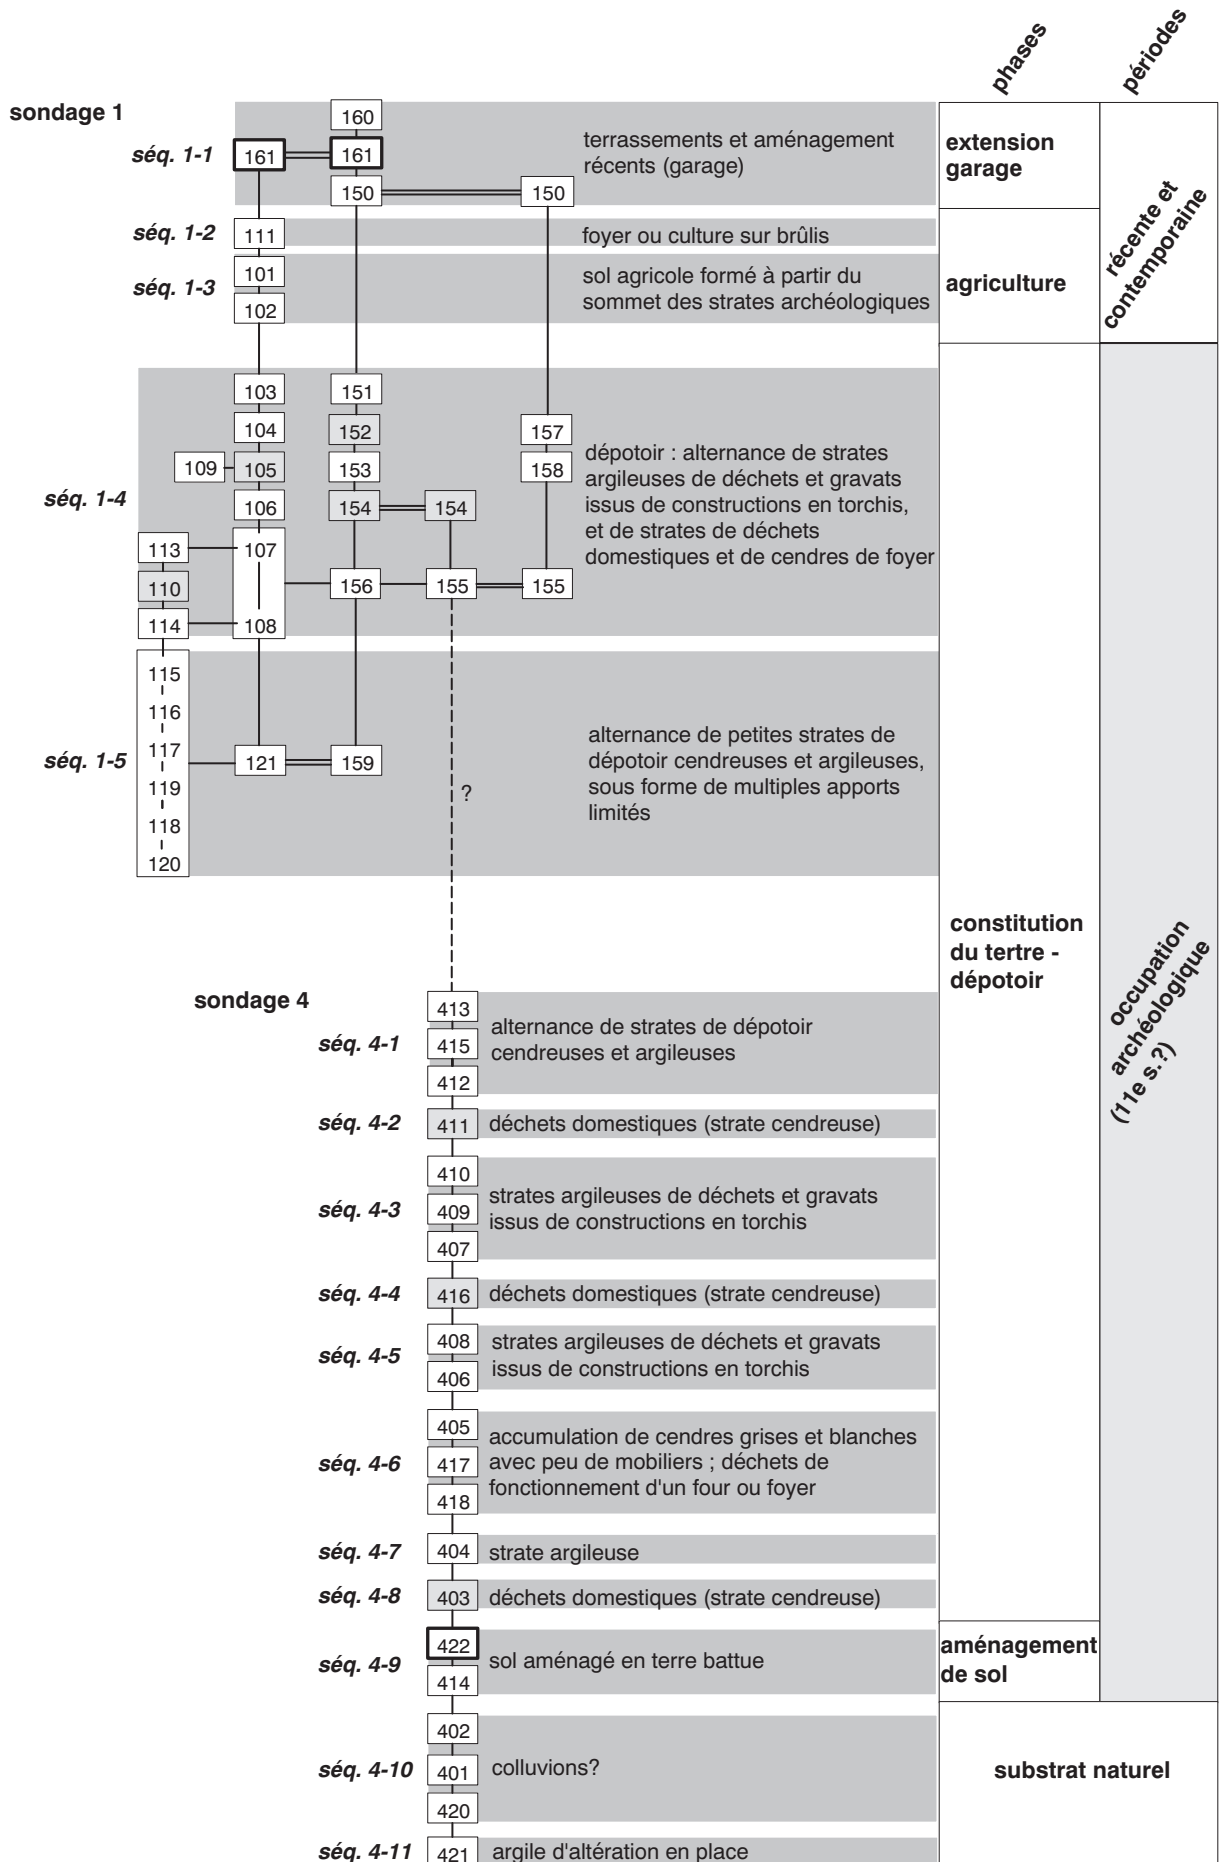 phases
périodes
sondage 1
160
séq. 1-1
161
161
terrassements et aménagement
récents (garage)
150
150
extension
garage
séq. 1-2
111
foyer ou culture sur brûlis
séq. 1-3
101
102
sol agricole formé à partir du
sommet des strates archéologiques
agriculture
récente et
contemporaine
séq. 1-4
103
151
104
152
157
109
105
153
158
106
154
154
113
107
110
156
155
155
114
108
dépotoir : alternance de strates
argileuses de déchets et gravats
issus de constructions en torchis,
et de strates de déchets
domestiques et de cendres de foyer
séq. 1-5
115
116
117
119
118
120
121
159
?
alternance de petites strates de
dépotoir cendreuses et argileuses,
sous forme de multiples apports
limités
constitution
du tertre -
dépotoir
occupation
archéologique
(11e s.?)
sondage 4
séq. 4-1
413
415
412
alternance de strates de dépotoir
cendreuses et argileuses
séq. 4-2
411
déchets domestiques (strate cendreuse)
séq. 4-3
410
409
407
strates argileuses de déchets et gravats
issus de constructions en torchis
séq. 4-4
416
déchets domestiques (strate cendreuse)
séq. 4-5
408
406
strates argileuses de déchets et gravats
issus de constructions en torchis
séq. 4-6
405
417
418
accumulation de cendres grises et blanches
avec peu de mobiliers ; déchets de
fonctionnement d'un four ou foyer
séq. 4-7
404
strate argileuse
séq. 4-8
403
déchets domestiques (strate cendreuse)
séq. 4-9
422
414
sol aménagé en terre battue
aménagement
de sol
séq. 4-10
402
401
420
colluvions?
substrat naturel
séq. 4-11
421
argile d'altération en place